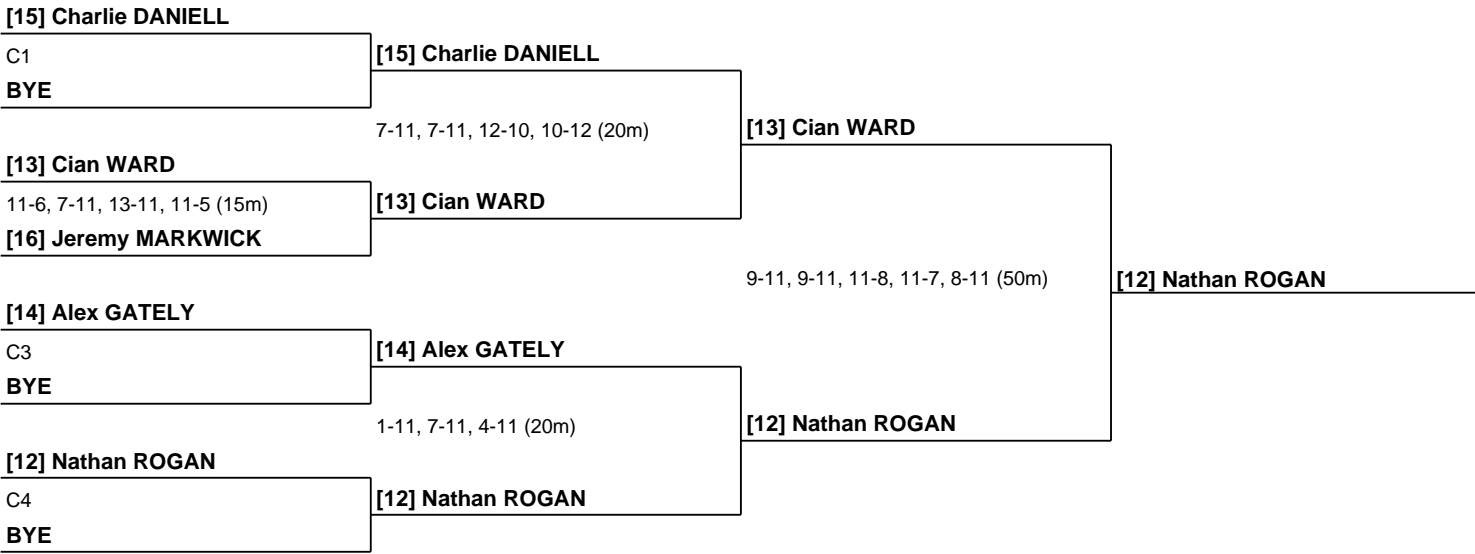 [15] Charlie DANIELL
C1
BYE
[13] Cian WARD
11-6, 7-11, 13-11, 11-5 (15m)
[16] Jeremy MARKWICK
[14] Alex GATELY
C3
BYE
[12] Nathan ROGAN
C4
BYE
[15] Charlie DANIELL
7-11, 7-11, 12-10, 10-12 (20m)
[13] Cian WARD
[14] Alex GATELY
1-11, 7-11, 4-11 (20m)
[12] Nathan ROGAN
[13] Cian WARD
9-11, 9-11, 11-8, 11-7, 8-11 (50m)
[12] Nathan ROGAN
[12] Nathan ROGAN